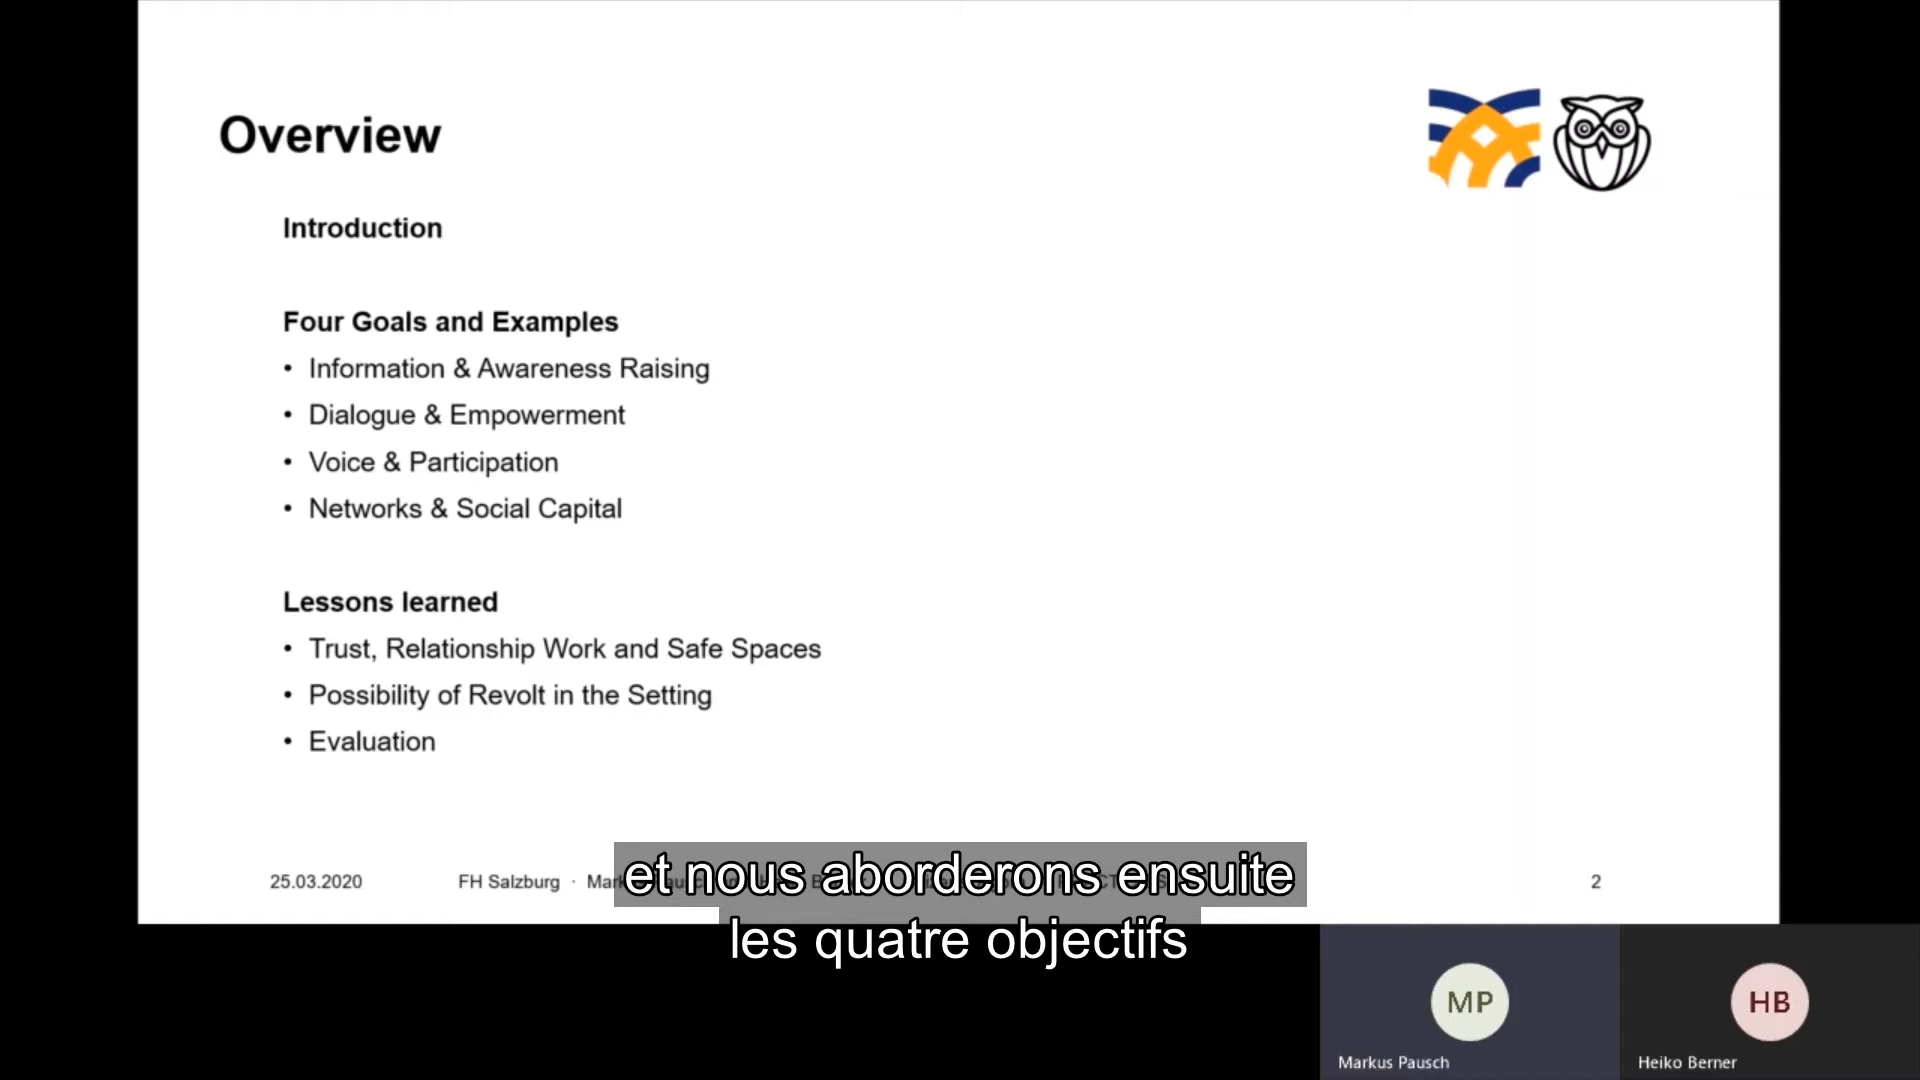 Overview
Introduction
Four Goals and Examples
• Information & Awareness Raising
• Dialogue & Empowerment
• Voice & Participation
• Networks & Social Capital
Lessons learned
• Trust, Relationship Work and Safe Spaces
• Possibility of Revolt in the Setting
• Evaluation
25.03.2020 FH Salzburg · 2
et nous aborderons ensuite
les quatre objectifs
MP HB
Markus Pausch Heiko Berner